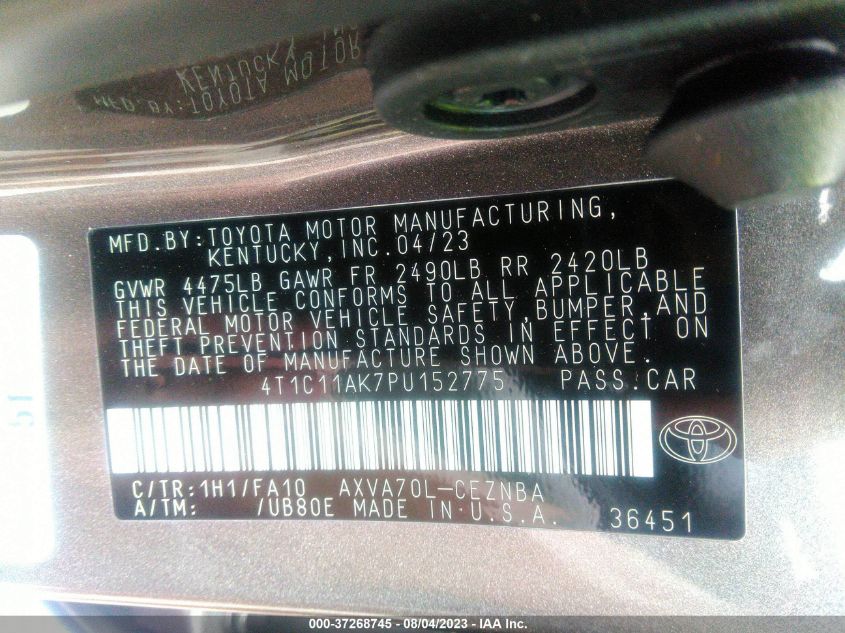 MFD.BY:TOYOTA MOTOR MANUFACTURING,
KENTUCKY,INC.04/23
GVWR 4475LB GAWR FR 2490LB RR 2420LB
THIS VEHICLE CONFORMS TO ALL APPLICABLE
FEDERAL MOTOR VEHICLE SAFETY,BUMPER,AND
THEFT PREVENTION STANDARDS IN EFFECT ON
THE DATE OF MANUFACTURE SHOWN ABOVE.
4T1C11AK7PU152775 PASS.CAR
C/TR:1H1/FA10 AXVA70L-CEZNBA
A/TM: /UB80E MADE IN U.S.A. 36451
000-37268745 - 08/04/2023 - IAA Inc.